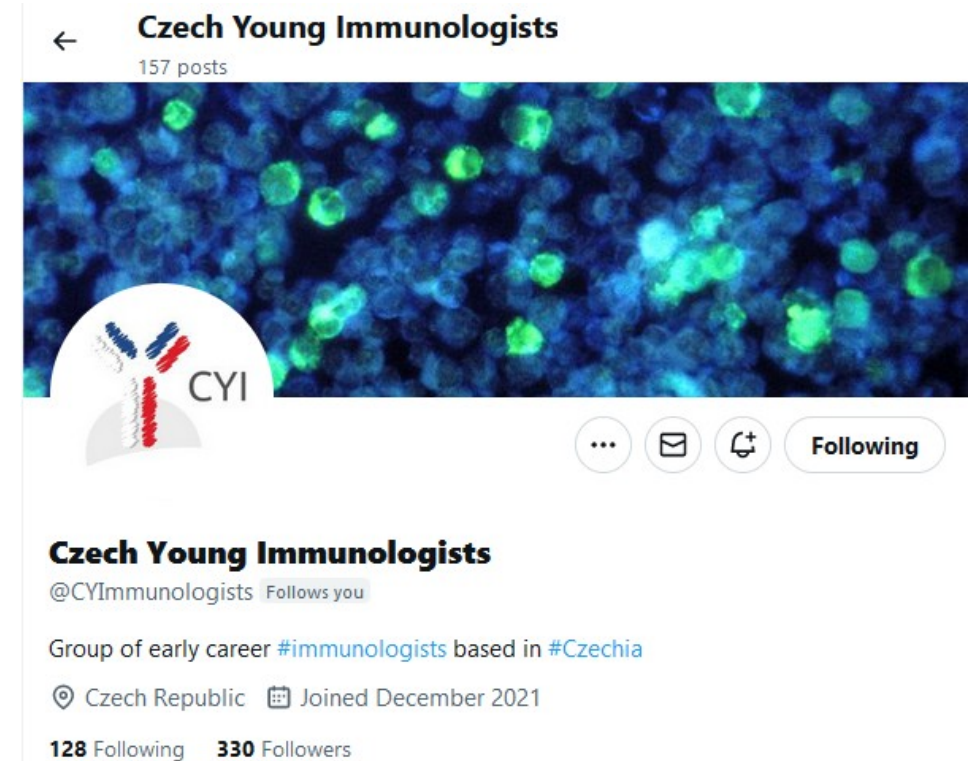 Czech Young Immunologists
157 posts
CYI
Following
Czech Young Immunologists
@CYImmunologists Follows you
Group of early career #immunologists based in #Czechia
Czech Republic Joined December 2021
128 Following 330 Followers